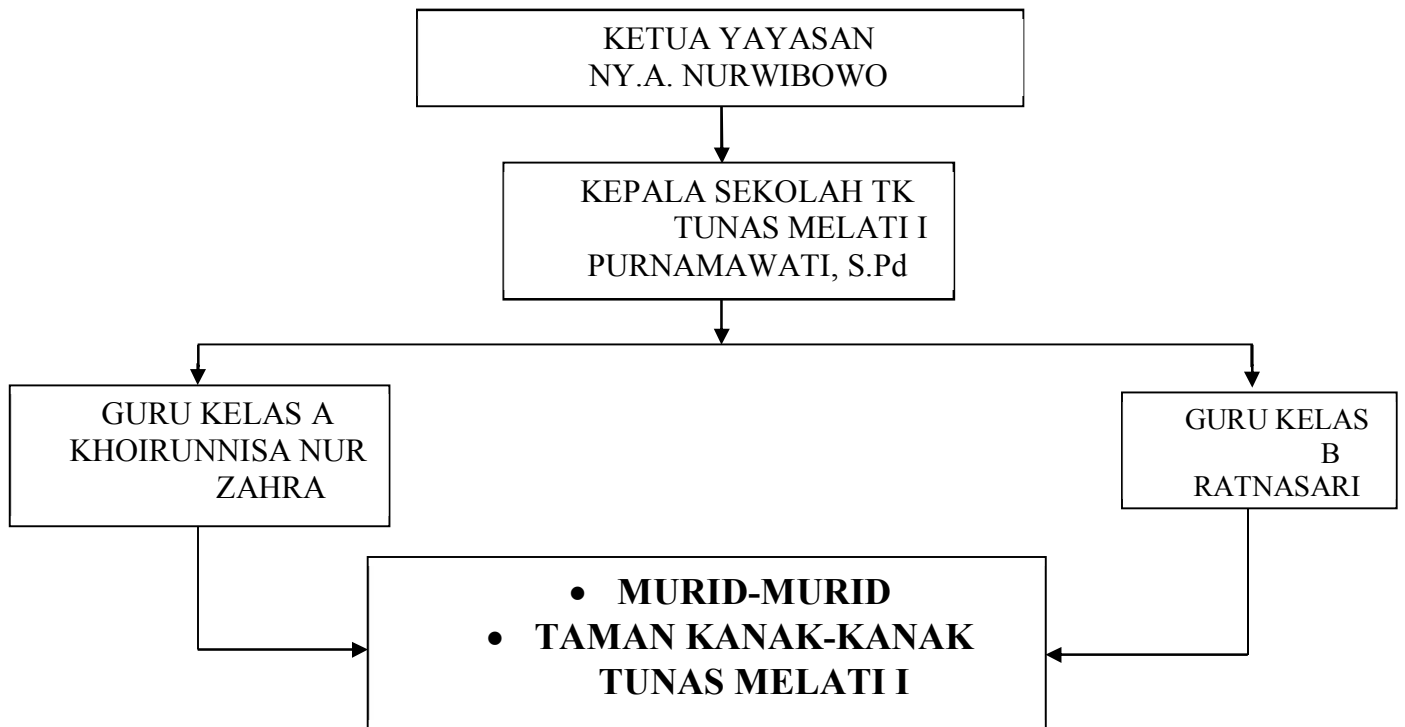 KETUA YAYASAN
NY.A. NURWIBOWO
KEPALA SEKOLAH TK
TUNAS MELATI I
PURNAMAWATI, S.Pd
GURU KELAS A
KHOIRUNNISA NUR
ZAHRA
GURU KELAS
B
RATNASARI
• MURID-MURID
• TAMAN KANAK-KANAK
TUNAS MELATI I